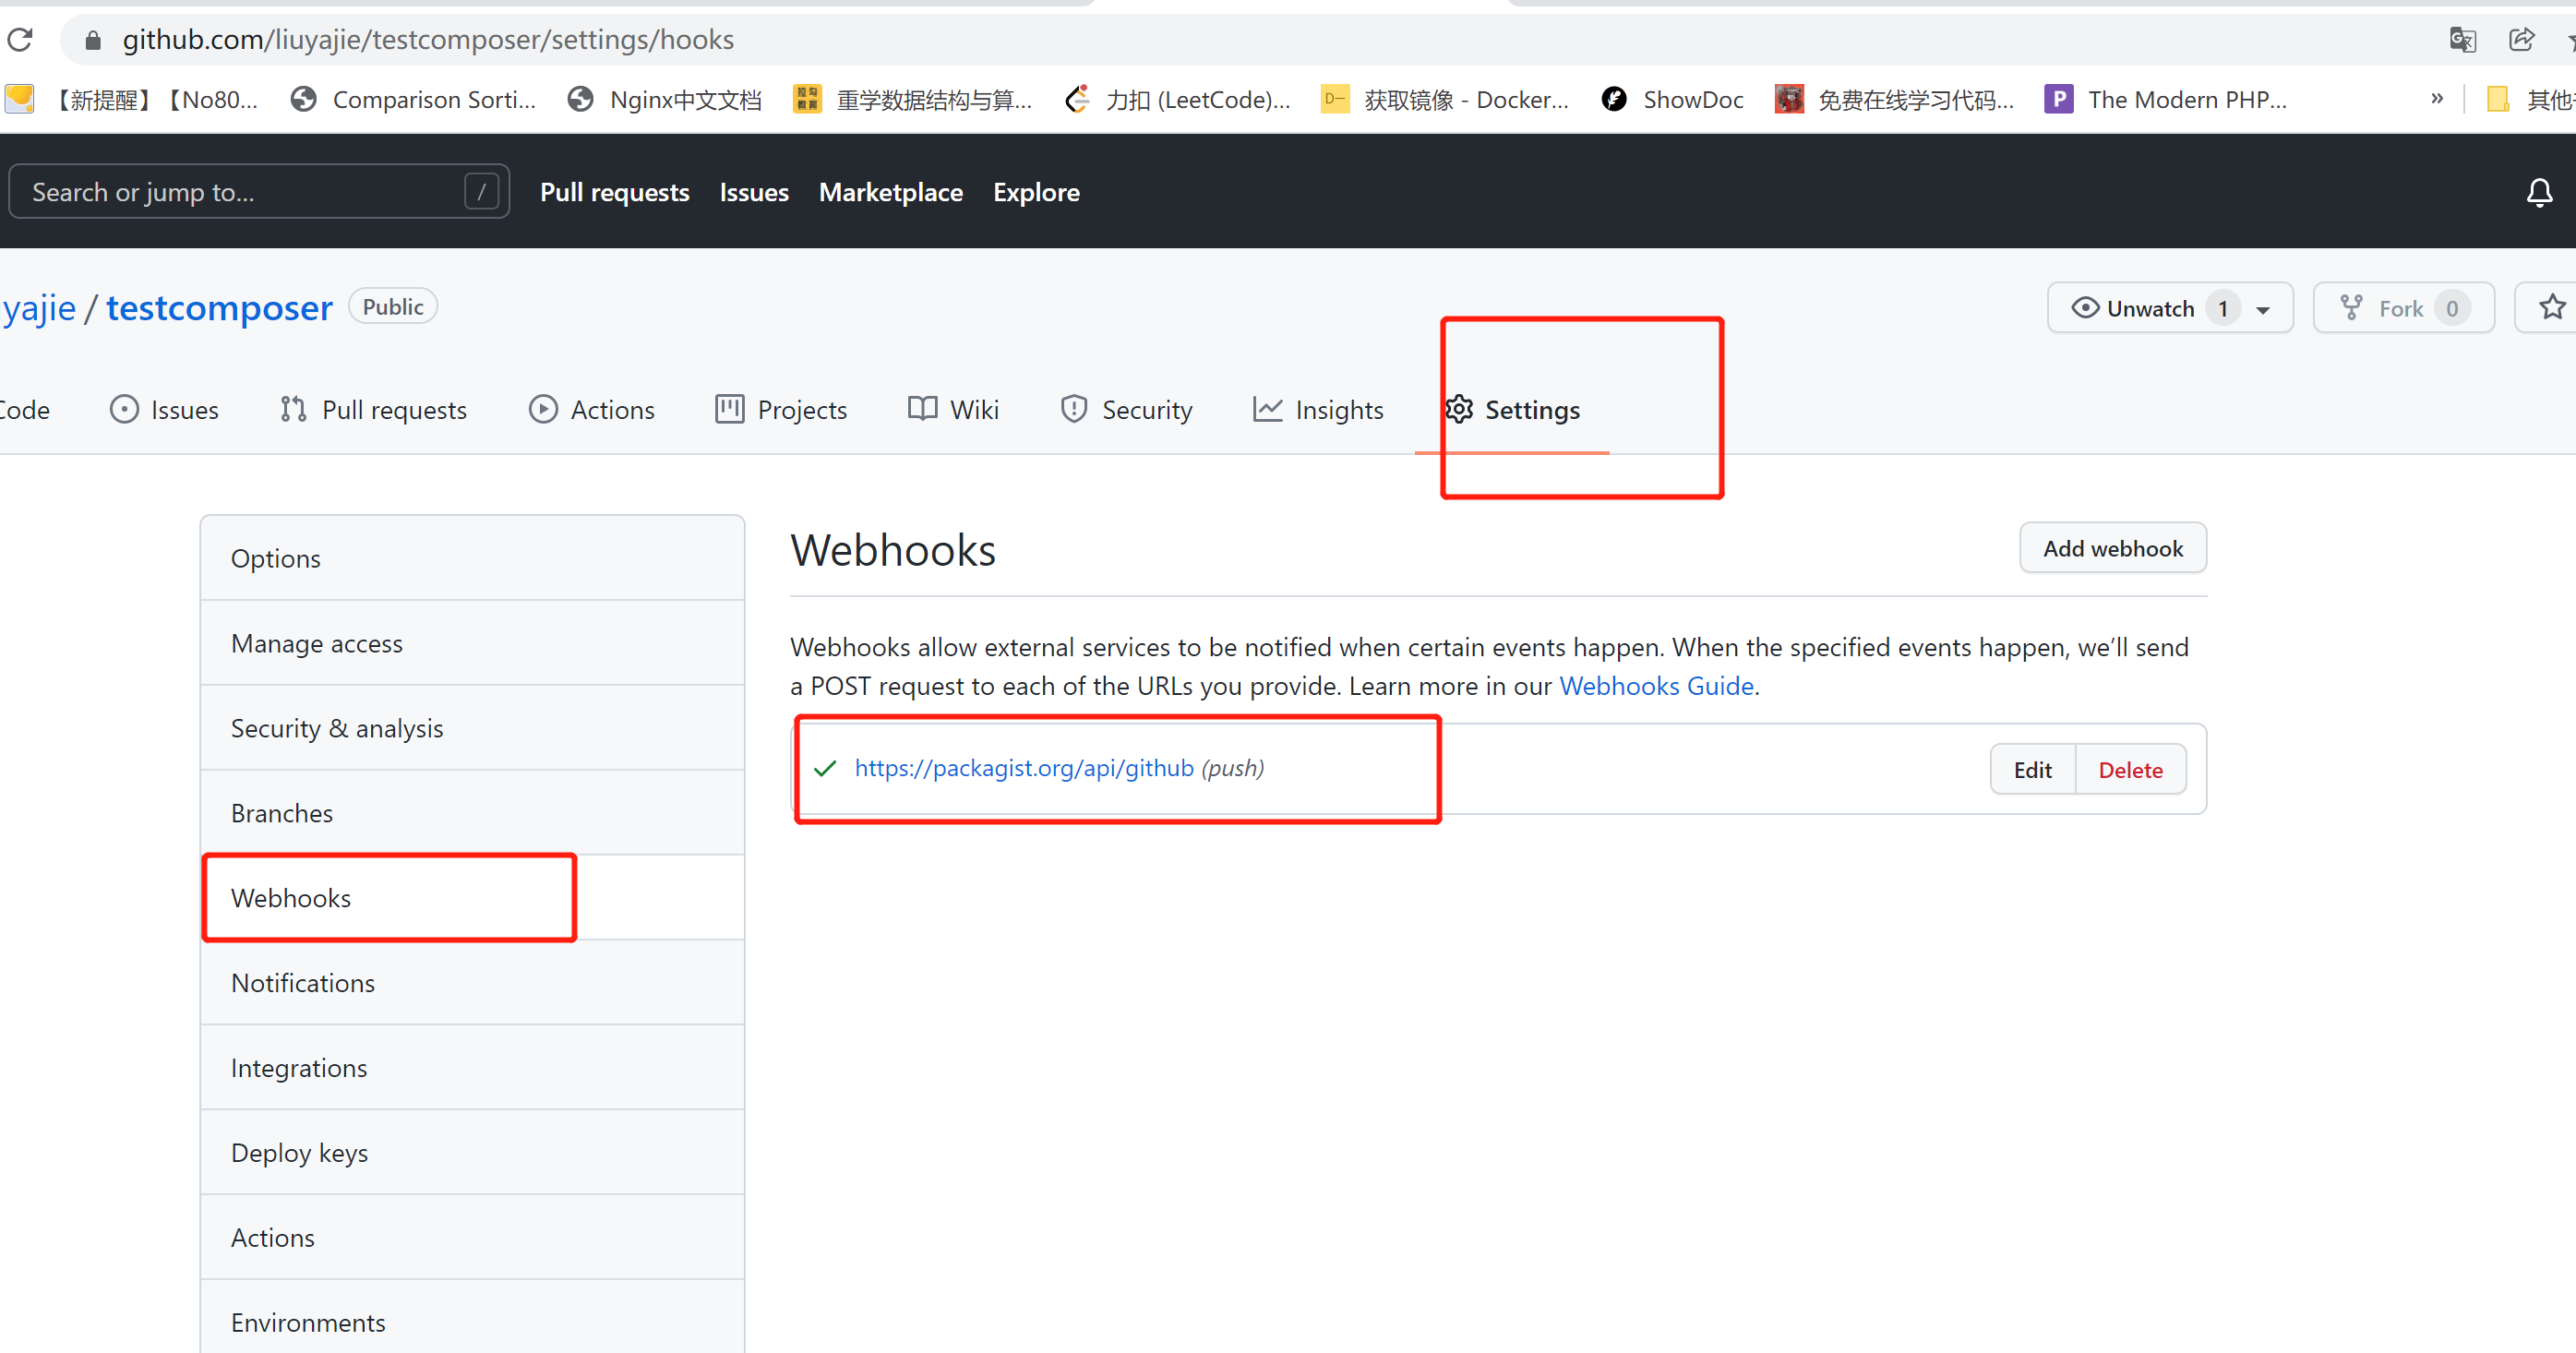 github.com/liuyajie/testcomposer/settings/hooks
【新提醒】【No80... Comparison Sorti... Nginx中文文档 重学数据结构与算... 力扣 (LeetCode)... 获取镜像 - Docker... ShowDoc 免费在线学习代码... The Modern PHP... » 其他
Search or jump to... / Pull requests Issues Marketplace Explore
yajie / testcomposer Public Unwatch 1 Fork 0
Code Issues Pull requests Actions Projects Wiki Security Insights Settings
Webhooks Add webhook
Webhooks allow external services to be notified when certain events happen. When the specified events happen, we’ll send
a POST request to each of the URLs you provide. Learn more in our Webhooks Guide.
https://packagist.org/api/github (push) Edit Delete
Options
Manage access
Security & analysis
Branches
Webhooks
Notifications
Integrations
Deploy keys
Actions
Environments